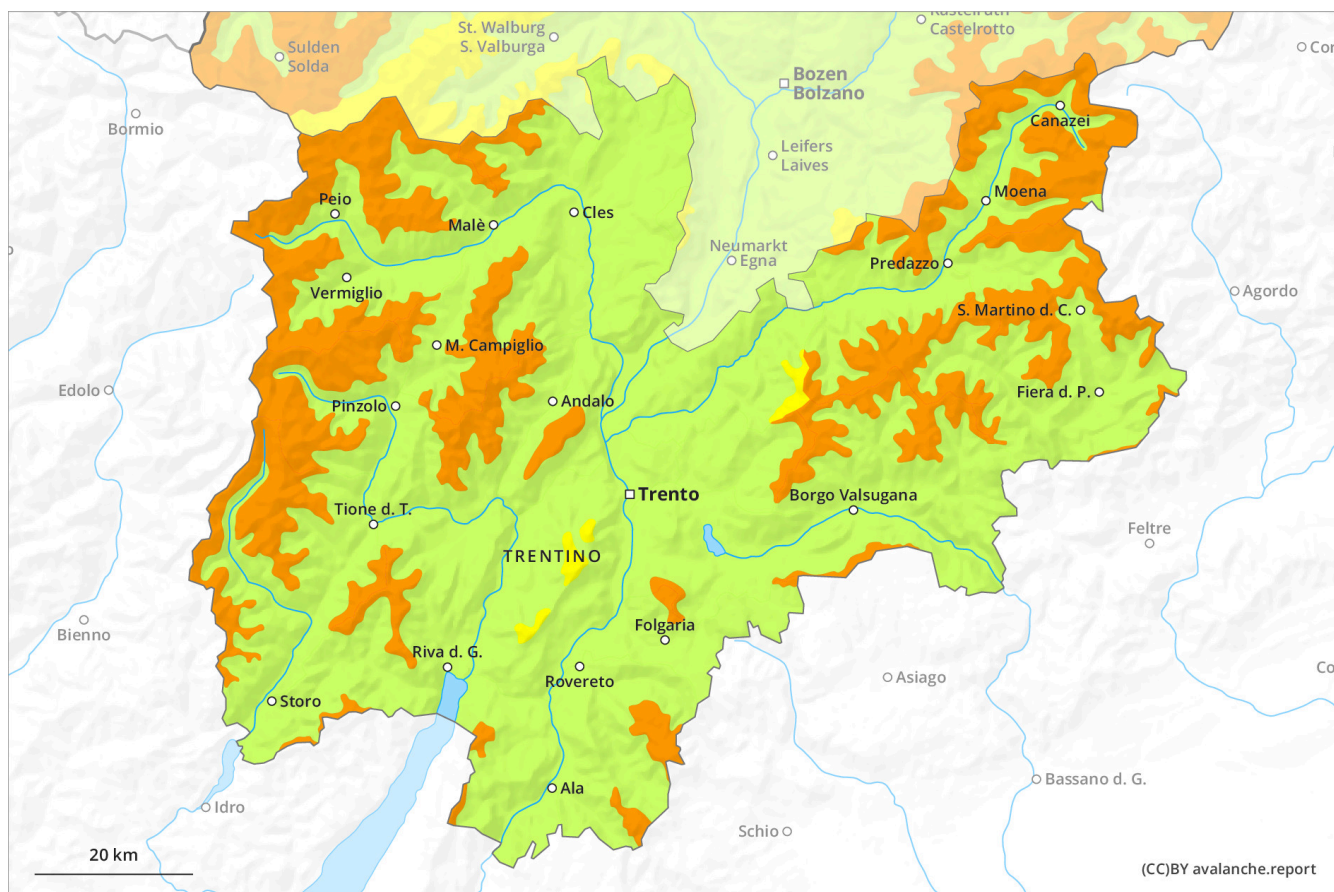 Kastelruth
Castelrotto
St. Walburg
S. Valburga
Sulden
Solda
Bozen
Bolzano
Canazei
Bormio
Leifers
Laives
Moena
Peio
Cles
Malè
Neumarkt
Egna
Predazzo
Vermiglio
Agordo
S. Martino d. C.
M. Campiglio
Edolo
Andalo
Fiera d. P.
Pinzolo
Trento
Borgo Valsugana
Tione d. T.
Feltre
TRENTINO
Bienno
Folgaria
Riva d. G.
Rovereto
Asiago
Storo
Bassano d. G.
Ala
Idro
Schio
20 km
(CC)BY avalanche.report